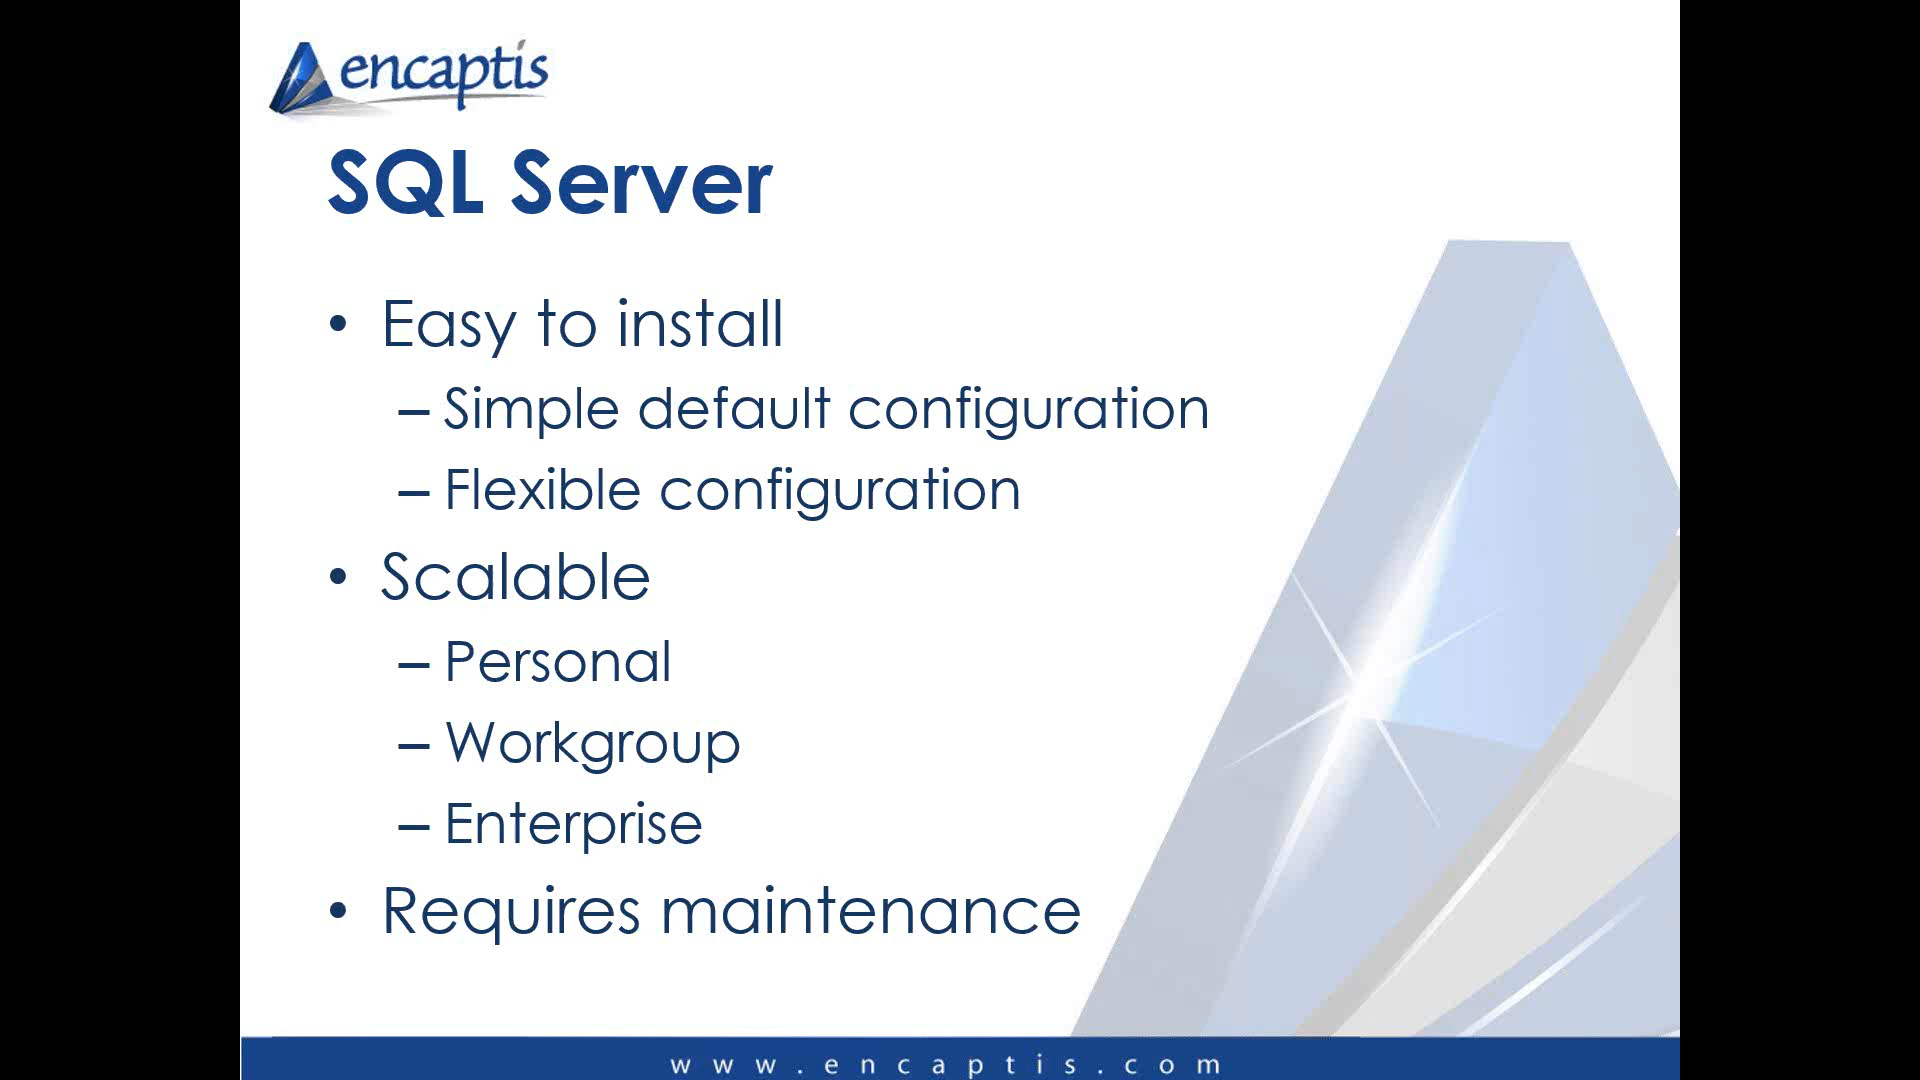 encaptis
SQL Server
• Easy to install
– Simple default configuration
– Flexible configuration
• Scalable
– Personal
– Workgroup
– Enterprise
• Requires maintenance
www.encaptis.com